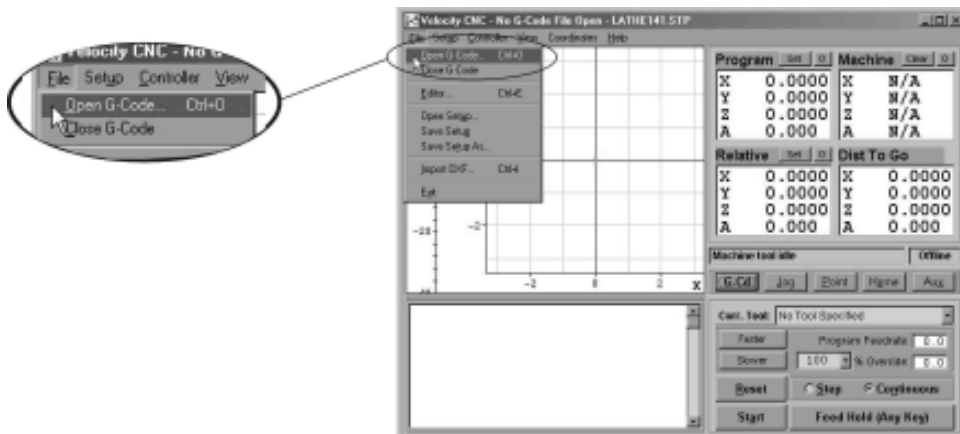 Velocity CNC - No G
File Setup Controller View
Open G-Code... Ctrl+O
Close G-Code
Velocity CNC - No G-Code File Open - LATHE141.STP
File Setup Controller View Coordinates Help
Open G-Code... Ctrl+O
Close G-Code
Editor... Ctrl+E
Open Setup...
Save Setup
Save Setup As...
Import DXF... Ctrl+I
Exit
-2
-2 0 2 X
Program Set 0 Machine Clear 0
X 0.0000 X N/A
Y 0.0000 Y N/A
Z 0.0000 Z N/A
A 0.000 A N/A
Relative Set 0 Dist To Go
X 0.0000 X 0.0000
Y 0.0000 Y 0.0000
Z 0.0000 Z 0.0000
A 0.000 A 0.000
Machine tool idle Offline
G-Cd Jog Point Home Aux
Curr. Tool: No Tool Specified
Faster Program Feedrate: 0.0
Slower 100 % Override: 0.0
Reset Step Continuous
Start Feed Hold (Any Key)